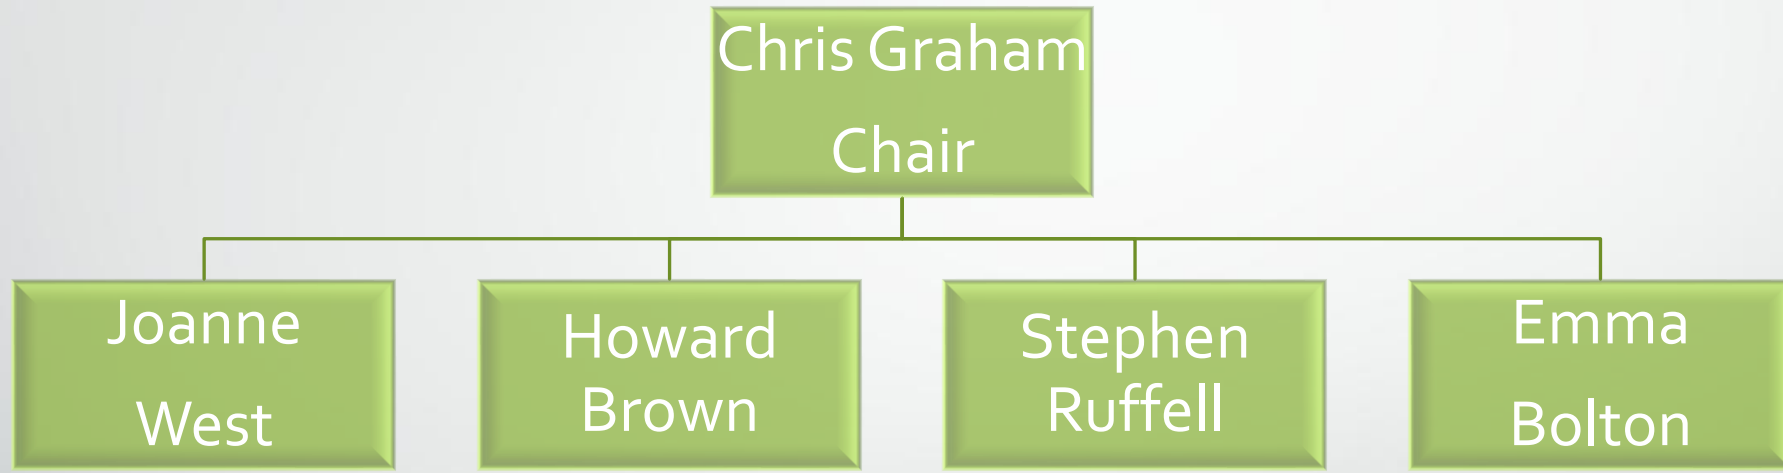 Chris Graham
Chair
Joanne
West
Howard
Brown
Stephen
Ruffell
Emma
Bolton